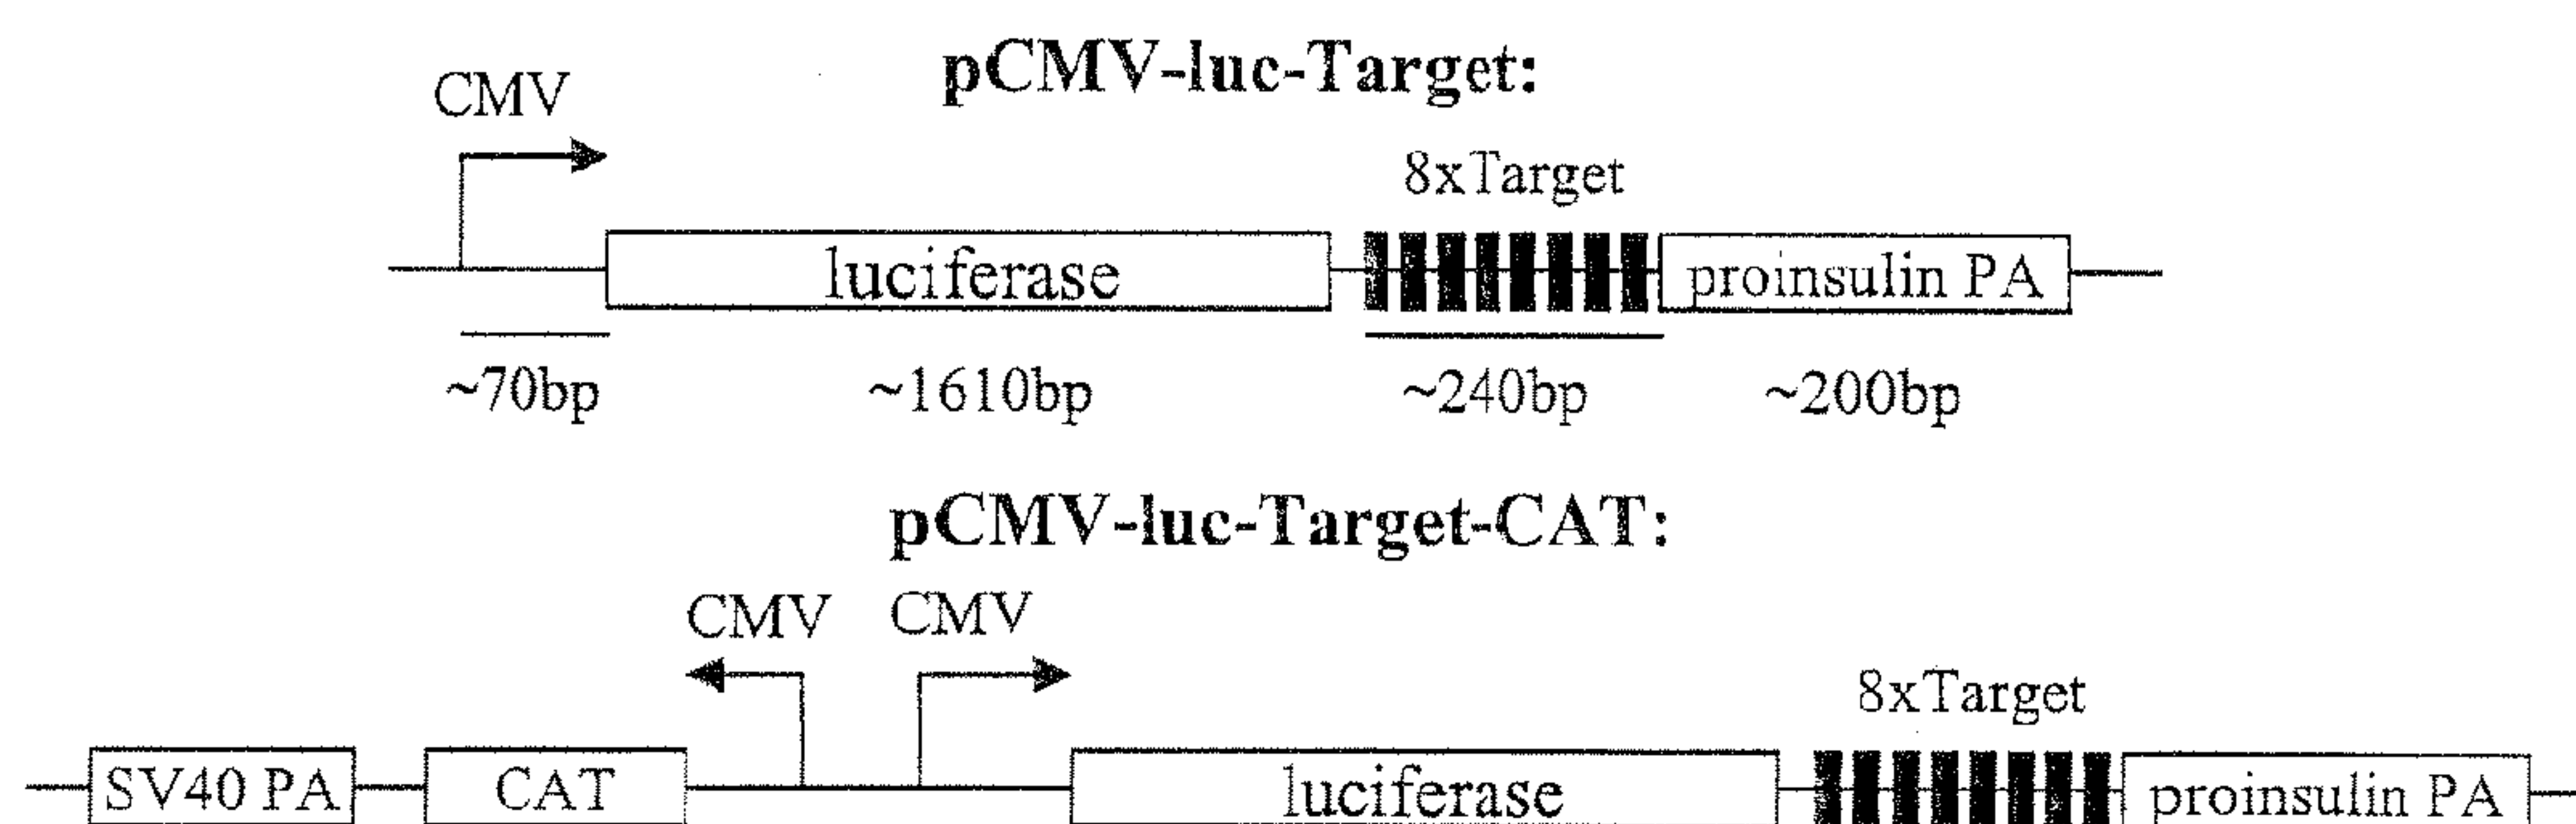 pCMV-luc-Target:
CMV
8xTarget
luciferase
proinsulin PA
~70bp
~1610bp
~240bp
~200bp
pCMV-luc-Target-CAT:
CMV
CMV
8xTarget
SV40 PA
CAT
luciferase
proinsulin PA